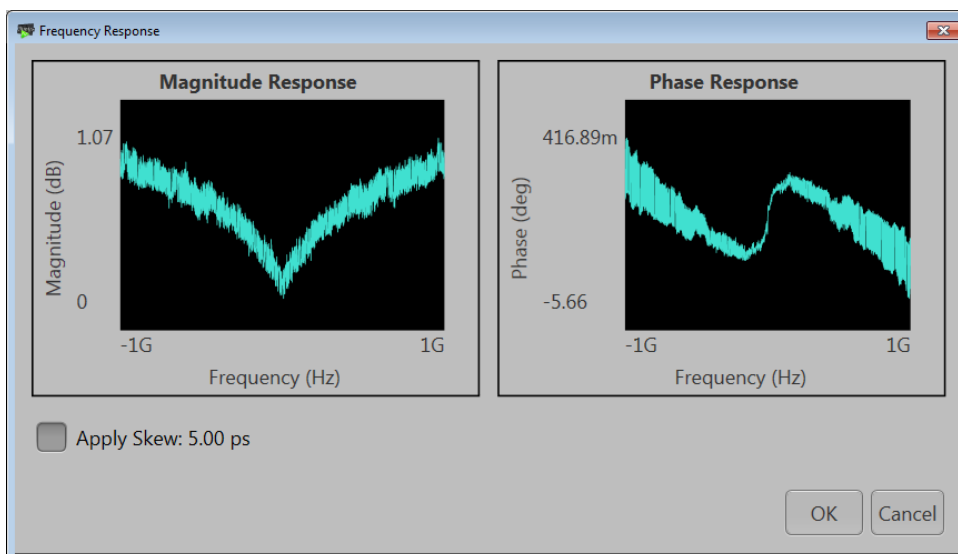 Frequency Response
Magnitude Response
1.07
Magnitude (dB)
0
-1G 1G
Frequency (Hz)
Phase Response
416.89m
Phase (deg)
-5.66
-1G 1G
Frequency (Hz)
Apply Skew: 5.00 ps
OK Cancel